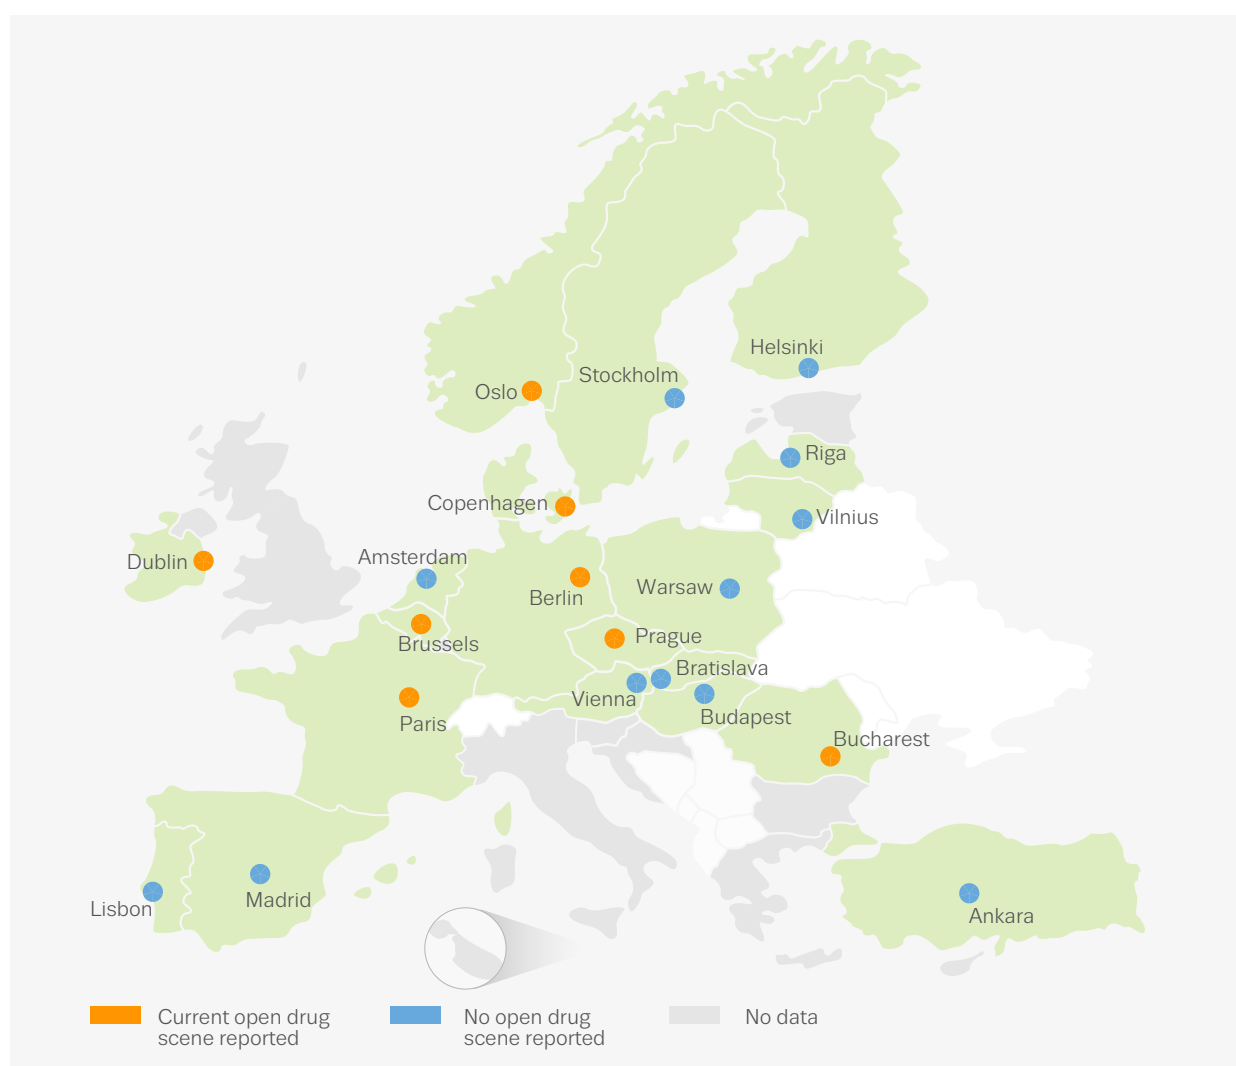 Helsinki
Stockholm
Oslo
Riga
Copenhagen
Vilnius
Amsterdam
Dublin
Warsaw
Berlin
Prague
Brussels
Bratislava
Vienna
Budapest
Paris
Bucharest
Madrid
Lisbon
Ankara
Current open drug
scene reported
No open drug
scene reported
No data